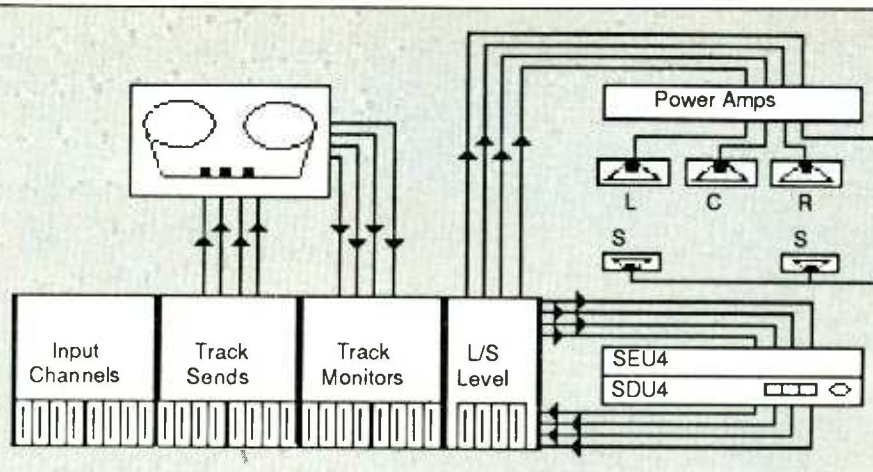 Power Amps
L C R
S S
Input
Channels
Track
Sends
Track
Monitors
L/S
Level
SEU4
SDU4